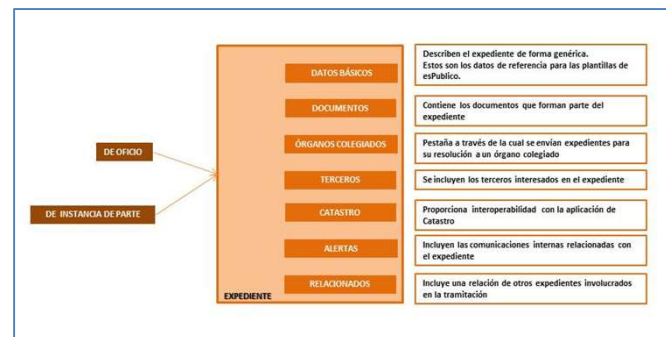 DE OFICIO
DE INSTANCIA DE PARTE
EXPEDIENTE
DATOS BÁSICOS
Describen el expediente de forma genérica.
Estos son los datos de referencia para las plantillas de
esPublico.
DOCUMENTOS
Contiene los documentos que forman parte del
expediente
ÓRGANOS COLEGIADOS
Pestaña a través de la cual se envían expedientes para
su resolución a un órgano colegiado
TERCEROS
Se incluyen los terceros interesados en el expediente
CATASTRO
Proporciona interoperabilidad con la aplicación de
Catastro
ALERTAS
Incluyen las comunicaciones internas relacionadas con
el expediente
RELACIONADOS
Incluye una relación de otros expedientes involucrados
en la tramitación